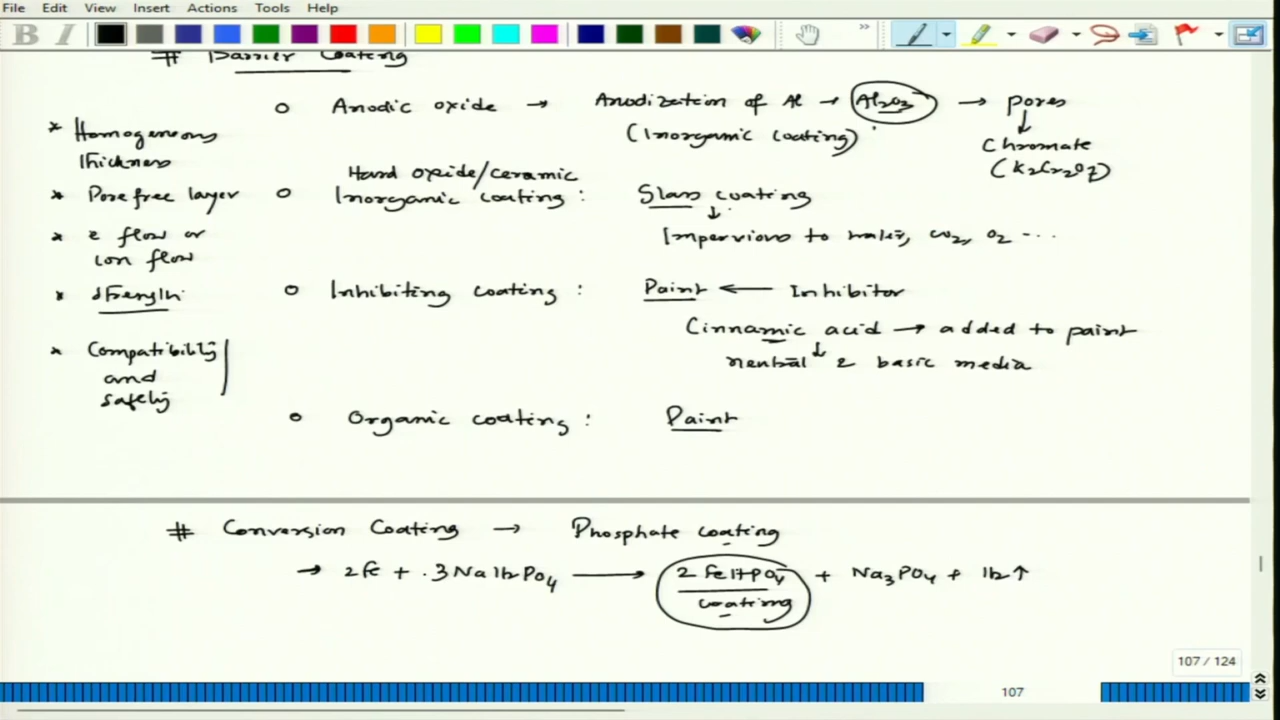 File Edit View Insert Actions Tools Help
B I
# Barrier Coating
o Anodic oxide → Anodization of Al → Al2O3 → pores
(Inorganic coating)
Chromate
(K2Cr2O7)
* Homogeneous
thickness
Hard oxide/ceramic
* Pore free layer
o Inorganic coating : Glass coating
Impervious to water, CO2, O2 ...
* e flow or
ion flow
* strength
o Inhibiting coating : Paint ← Inhibitor
Cinnamic acid → added to paint
neutral & basic media
* Compatibility
and
safety
o Organic coating : Paint
# Conversion Coating → Phosphate coating
→ 2Fe + 3NaH2PO4 → 2FeHPO4 + Na3PO4 + H2↑
coating
107 / 124
107